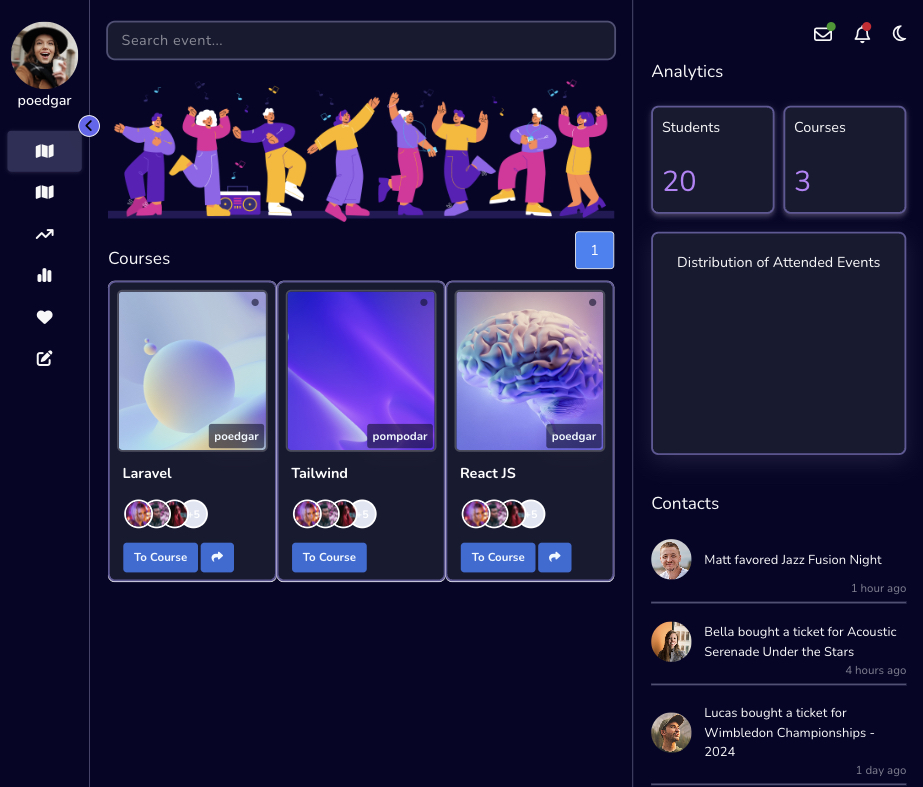 poedgar
Search event...
Courses
1
poedgar
pompodar
poedgar
Laravel
Tailwind
React JS
To Course
To Course
To Course
Analytics
Students
Courses
20
3
Distribution of Attended Events
Contacts
Matt favored Jazz Fusion Night
1 hour ago
Bella bought a ticket for Acoustic
Serenade Under the Stars
4 hours ago
Lucas bought a ticket for
Wimbledon Championships -
2024
1 day ago